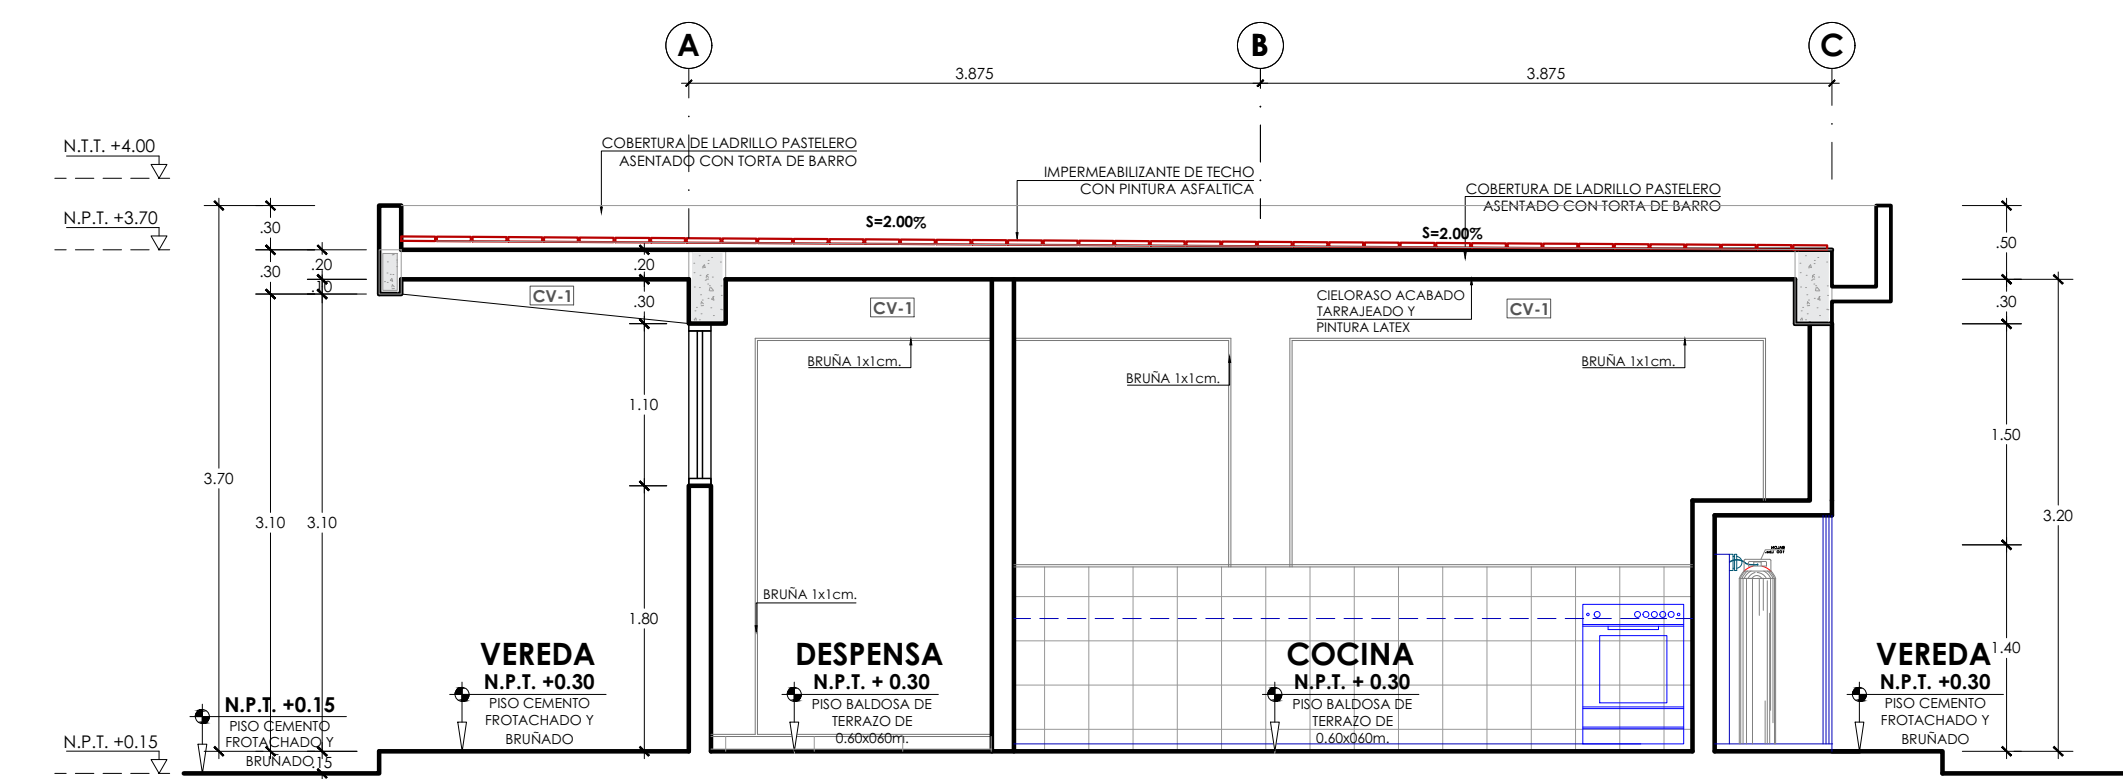 A
B
C
3.875
3.875
N.T.T. +4.00
COBERTURA DE LADRILLO PASTELERO
ASENTADO CON TORTA DE BARRO
IMPERMEABILIZANTE DE TECHO
CON PINTURA ASFALTICA
COBERTURA DE LADRILLO PASTELERO
ASENTADO CON TORTA DE BARRO
N.P.T. +3.70
S=2.00%
S=2.00%
.30
.30
.20
.10
.20
.30
.50
.30
CV-1
CV-1
CV-1
CIELORASO ACABADO
TARRAJEADO Y
PINTURA LATEX
BRUÑA 1x1cm.
BRUÑA 1x1cm.
BRUÑA 1x1cm.
1.10
1.50
3.70
3.10
3.10
3.20
BRUÑA 1x1cm.
1.80
1.40
VEREDA
N.P.T. +0.30
PISO CEMENTO
FROTACHADO Y
BRUÑADO
DESPENSA
N.P.T. + 0.30
PISO BALDOSA DE
TERRAZO DE
0.60x060m.
COCINA
N.P.T. + 0.30
PISO BALDOSA DE
TERRAZO DE
0.60x060m.
VEREDA
N.P.T. +0.30
PISO CEMENTO
FROTACHADO Y
BRUÑADO
N.P.T. +0.15
PISO CEMENTO
FROTACHADO Y
BRUÑADO
.15
N.P.T. +0.15